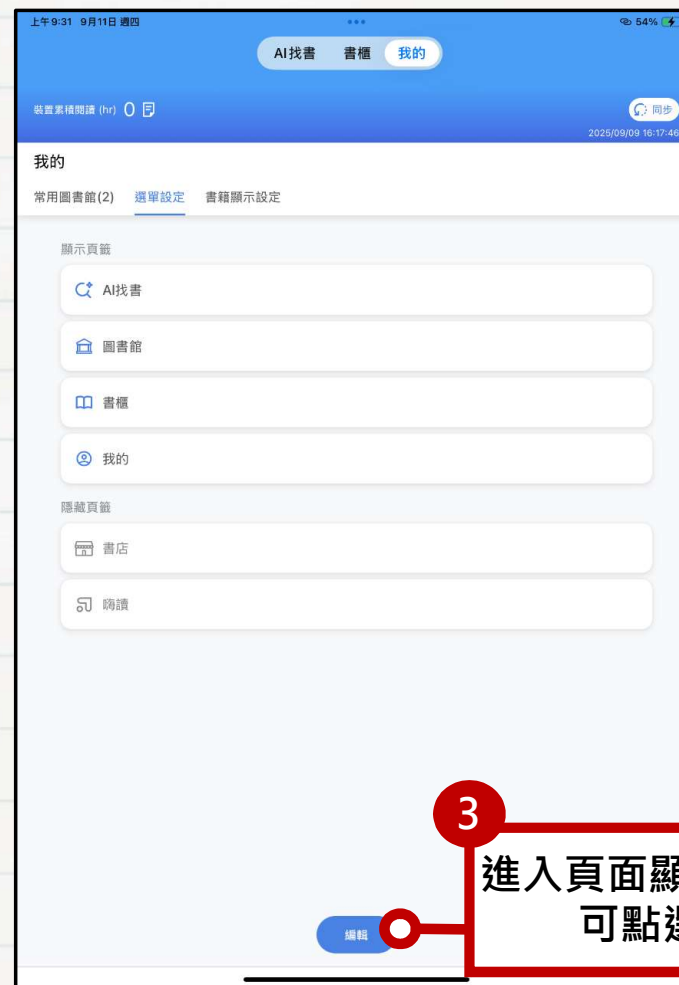 上午9:31 9月11日 週四
54%
AI找書 書櫃 我的
裝置累積閱讀 (hr) 0
同步
2025/09/09 16:17:46
我的
常用圖書館(2) 選單設定 書籍顯示設定
顯示頁籤
AI找書
圖書館
書櫃
我的
隱藏頁籤
書店
嗨讀
3
進入頁面顯
可點選
編輯